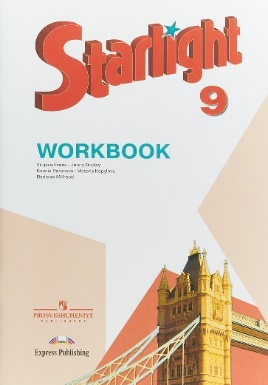 Starlight
9
WORKBOOK
Virginia Evans - Jenny Dooley
Ksenia Baranova - Victoria Kopylova
Radislav Millrood
PROSVESHCHENIYE
PUBLISHERS
Express Publishing